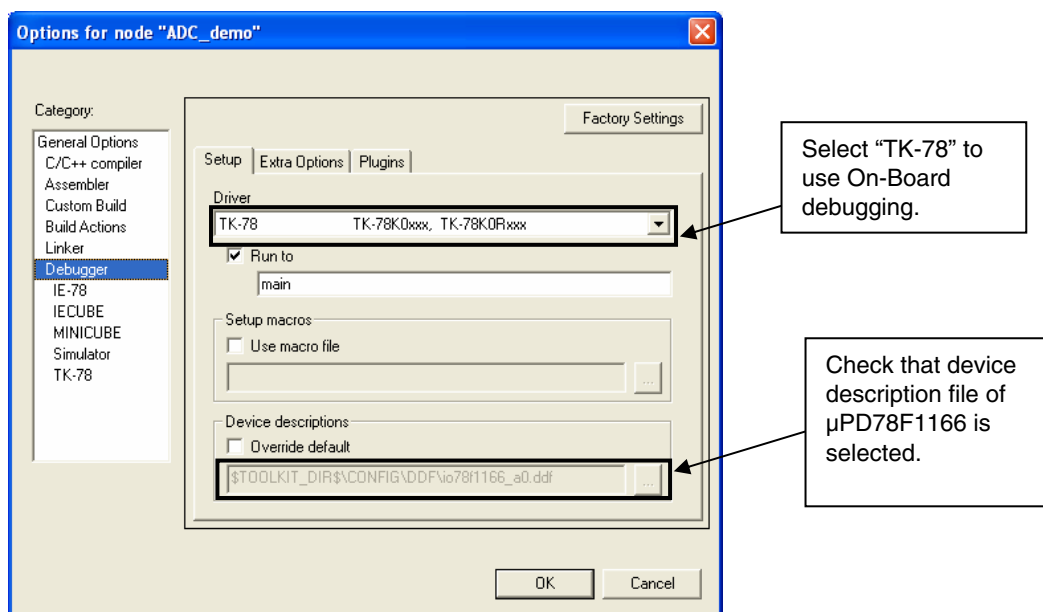 Options for node "ADC_demo"
Category:
General Options
C/C++ compiler
Assembler
Custom Build
Build Actions
Linker
Debugger
IE-78
IECUBE
MINICUBE
Simulator
TK-78
Factory Settings
Setup
Extra Options
Plugins
Driver
TK-78 TK-78K0xxx, TK-78K0Rxxx
Run to
main
Setup macros
Use macro file
...
Device descriptions
Override default
$TOOLKIT_DIR$\CONFIG\DDF\io78f1166_a0.ddf
...
OK
Cancel
Select “TK-78” to
use On-Board
debugging.
Check that device
description file of
µPD78F1166 is
selected.